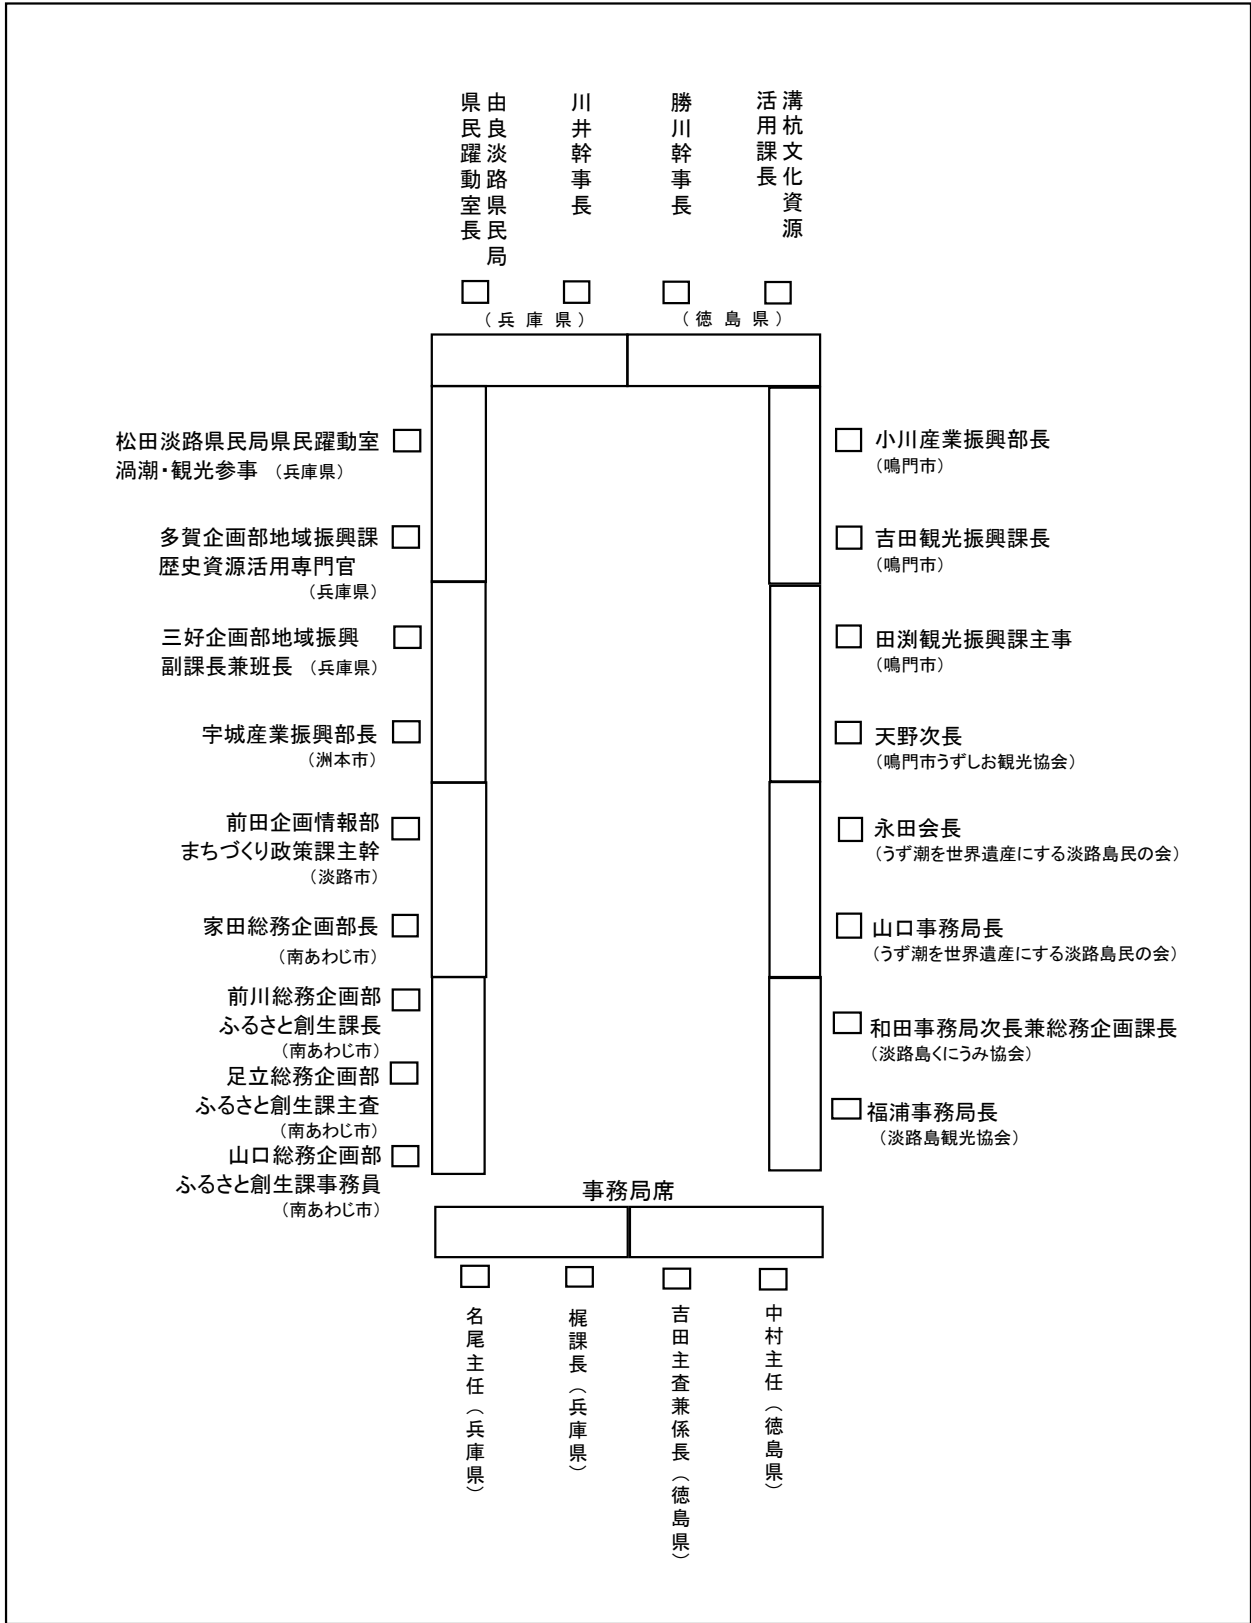 由良淡路県民局
県民躍動室長
川井幹事長
勝川幹事長
溝杭文化資源
活用課長
（兵庫県）
（徳島県）
松田淡路県民局県民躍動室
渦潮・観光参事 （兵庫県）
多賀企画部地域振興課
歴史資源活用専門官
（兵庫県）
三好企画部地域振興
副課長兼班長 （兵庫県）
宇城産業振興部長
（洲本市）
前田企画情報部
まちづくり政策課主幹
（淡路市）
家田総務企画部長
（南あわじ市）
前川総務企画部
ふるさと創生課長
（南あわじ市）
足立総務企画部
ふるさと創生課主査
（南あわじ市）
山口総務企画部
ふるさと創生課事務員
（南あわじ市）
小川産業振興部長
（鳴門市）
吉田観光振興課長
（鳴門市）
田渕観光振興課主事
（鳴門市）
天野次長
（鳴門市うずしお観光協会）
永田会長
（うず潮を世界遺産にする淡路島民の会）
山口事務局長
（うず潮を世界遺産にする淡路島民の会）
和田事務局次長兼総務企画課長
（淡路島くにうみ協会）
福浦事務局長
（淡路島観光協会）
事務局席
名尾主任（兵庫県）
梶課長（兵庫県）
吉田主査兼係長（徳島県）
中村主任（徳島県）